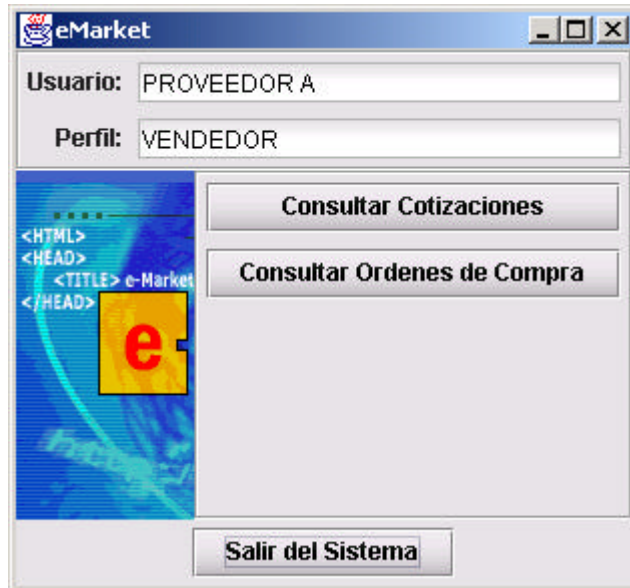 eMarket
Usuario: PROVEEDOR A
Perfil: VENDEDOR
Consultar Cotizaciones
Consultar Ordenes de Compra
<HTML>
<HEAD>
<TITLE> e-Market
</HEAD>
e
Salir del Sistema